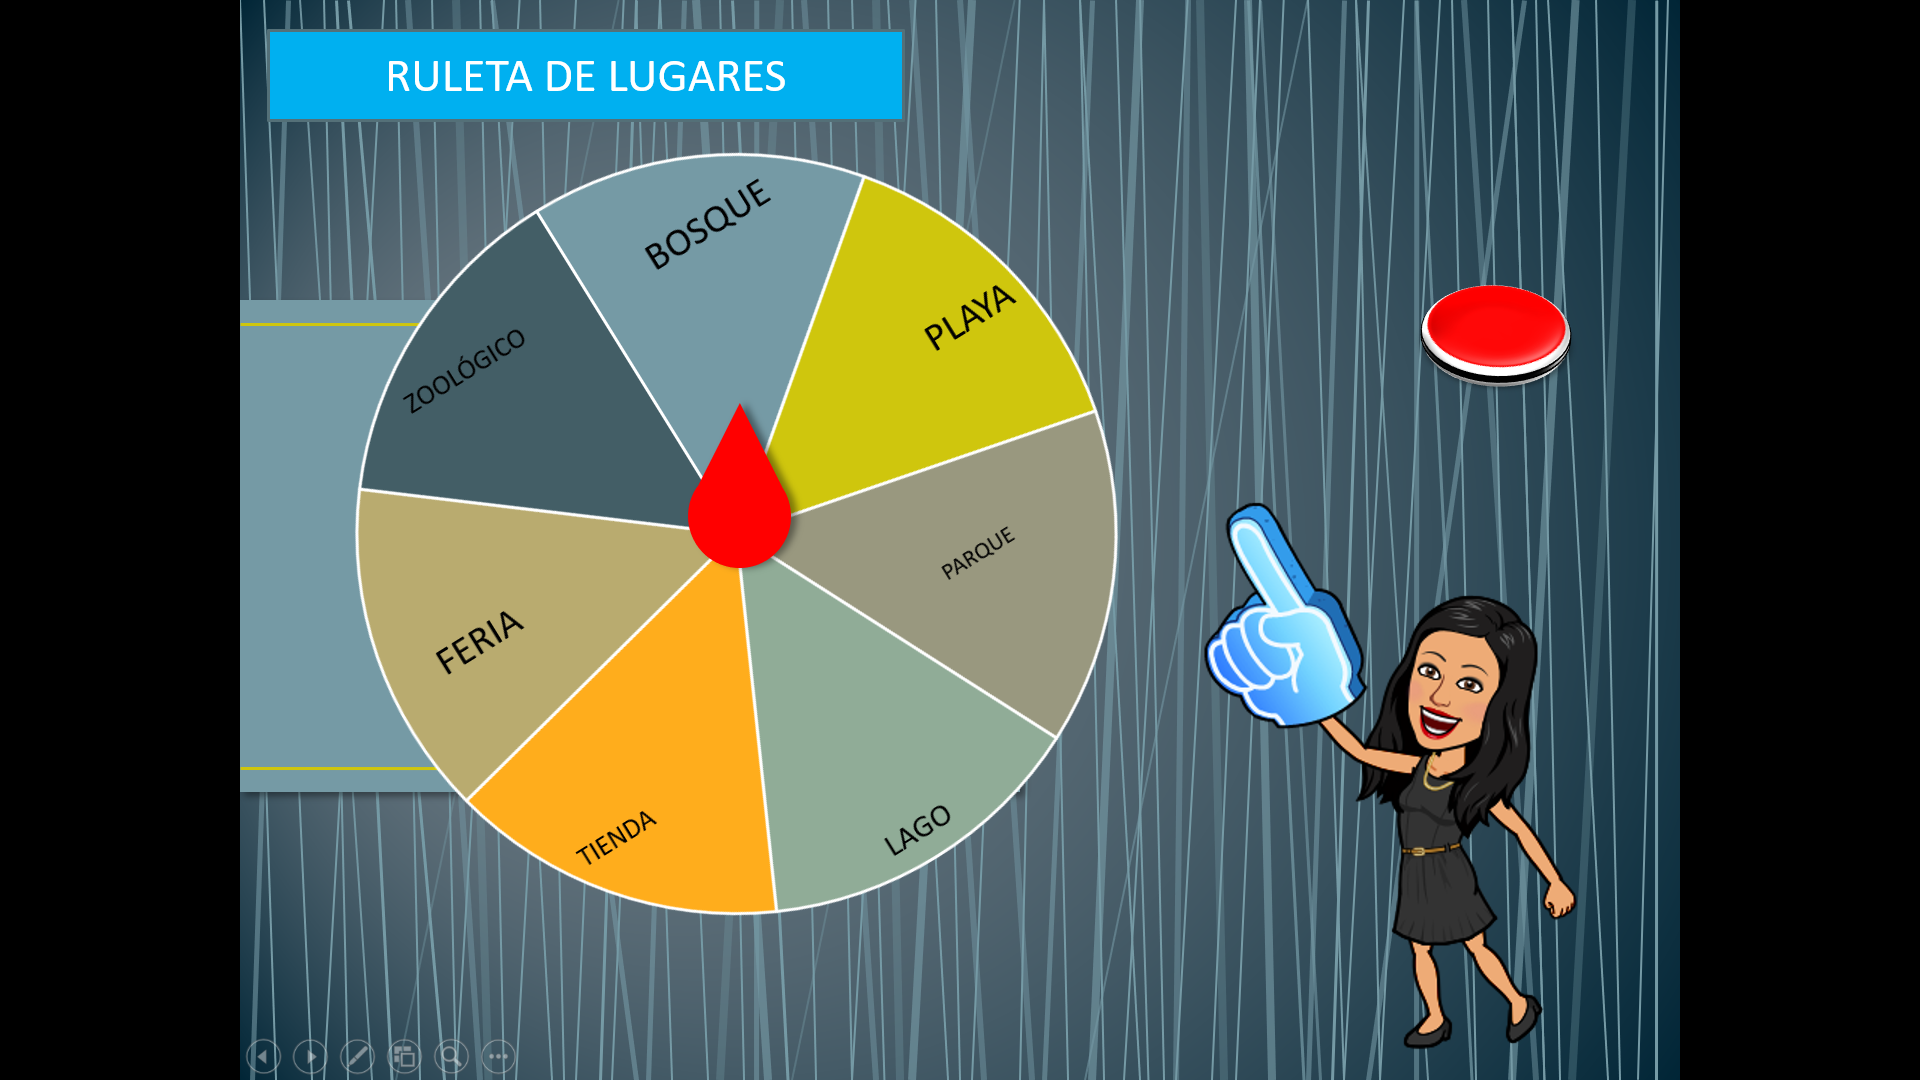 RULETA DE LUGARES
BOSQUE
PLAYA
ZOOLÓGICO
PARQUE
FERIA
TIENDA
LAGO